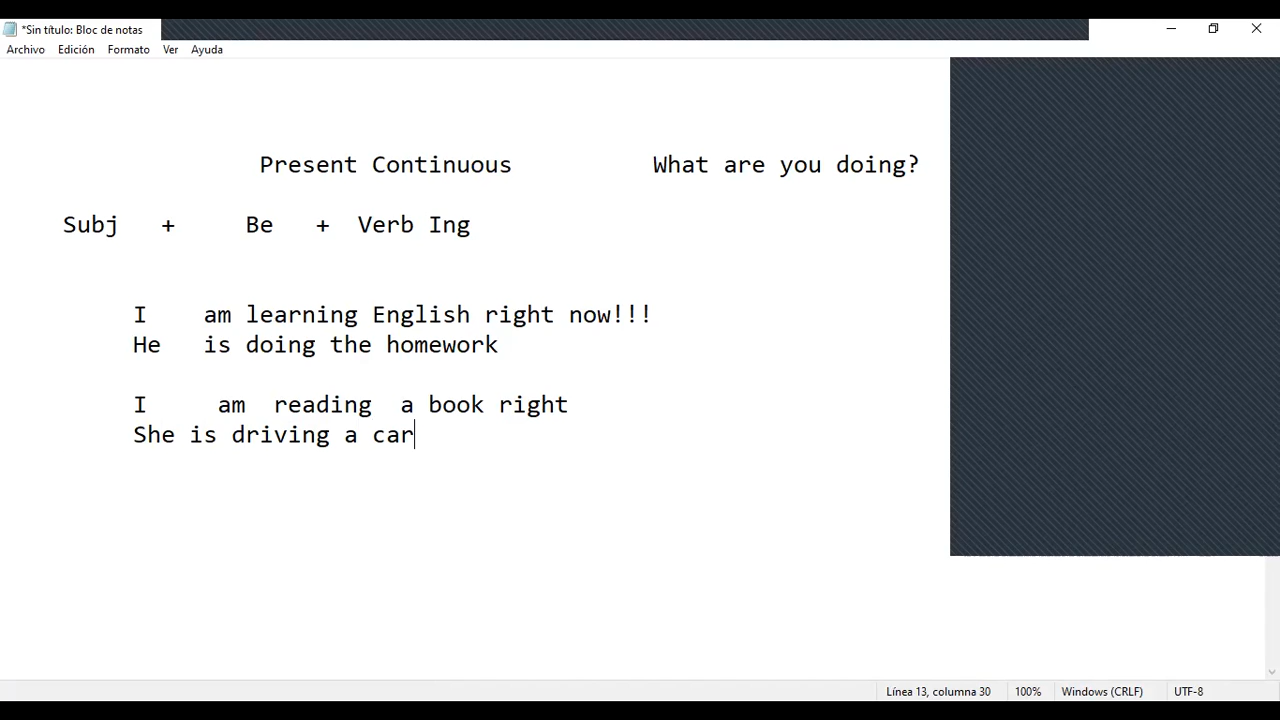 *Sin título: Bloc de notas
Archivo Edición Formato Ver Ayuda
Present Continuous What are you doing?
Subj + Be + Verb Ing
I am learning English right now!!!
He is doing the homework
I am reading a book right
She is driving a car
Línea 13, columna 30 100% Windows (CRLF) UTF-8